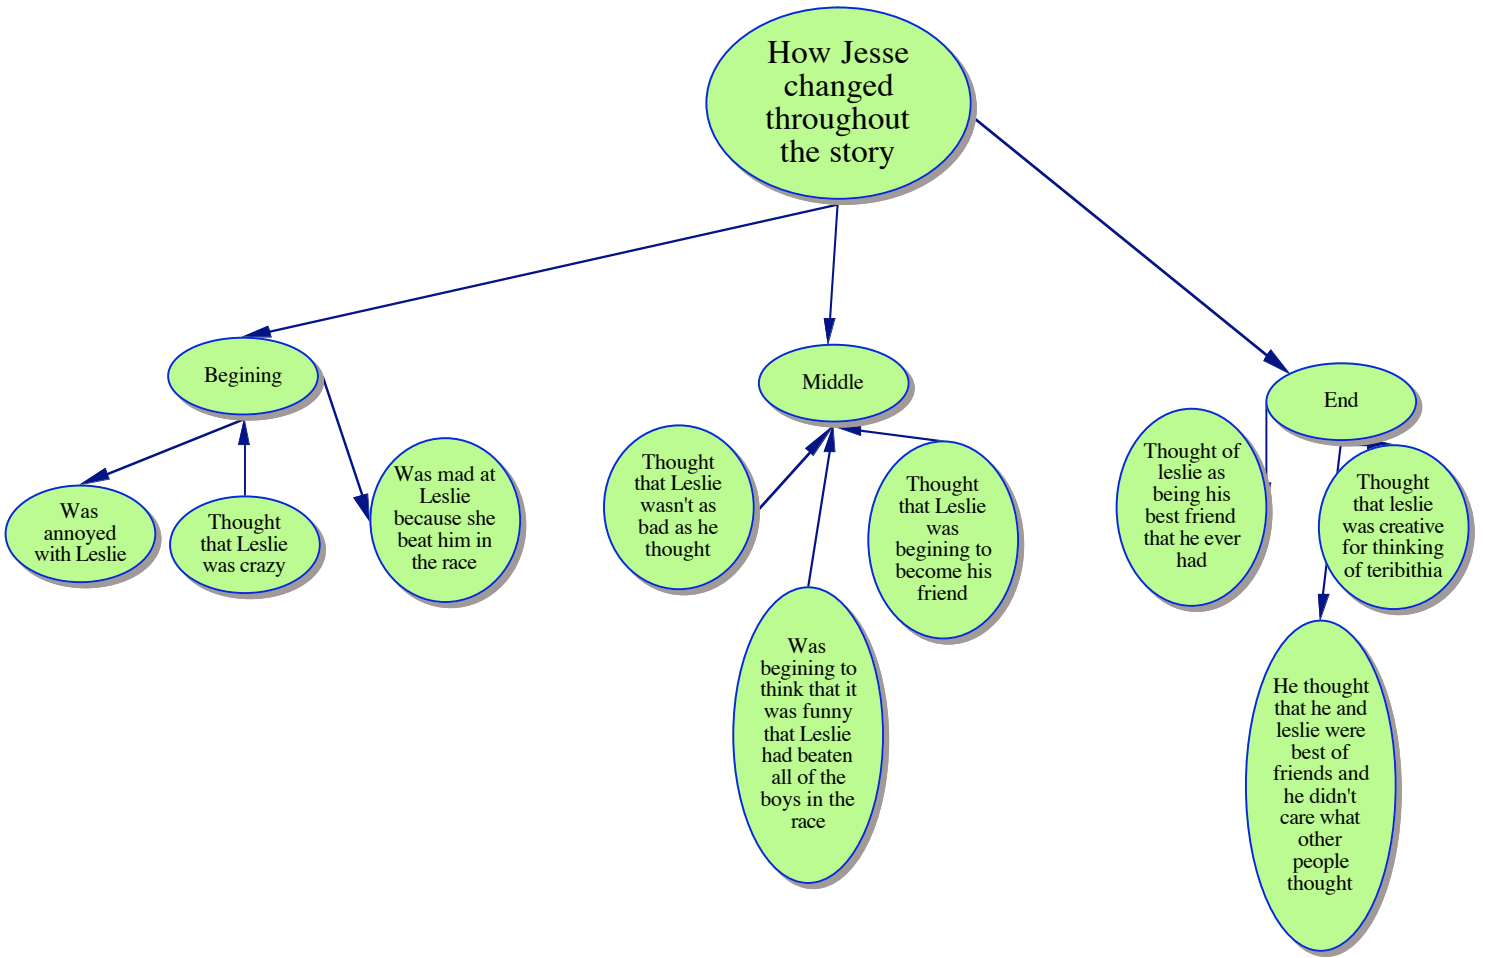 How Jesse
changed
throughout
the story
Begining
Middle
End
Was
annoyed
with Leslie
Thought
that Leslie
was crazy
Was mad at
Leslie
because she
beat him in
the race
Thought
that Leslie
wasn't as
bad as he
thought
Was
begining to
think that it
was funny
that Leslie
had beaten
all of the
boys in the
race
Thought
that Leslie
was
begining to
become his
friend
Thought of
leslie as
being his
best friend
that he ever
had
He thought
that he and
leslie were
best of
friends and
he didn't
care what
other
people
thought
Thought
that leslie
was creative
for thinking
of teribithia